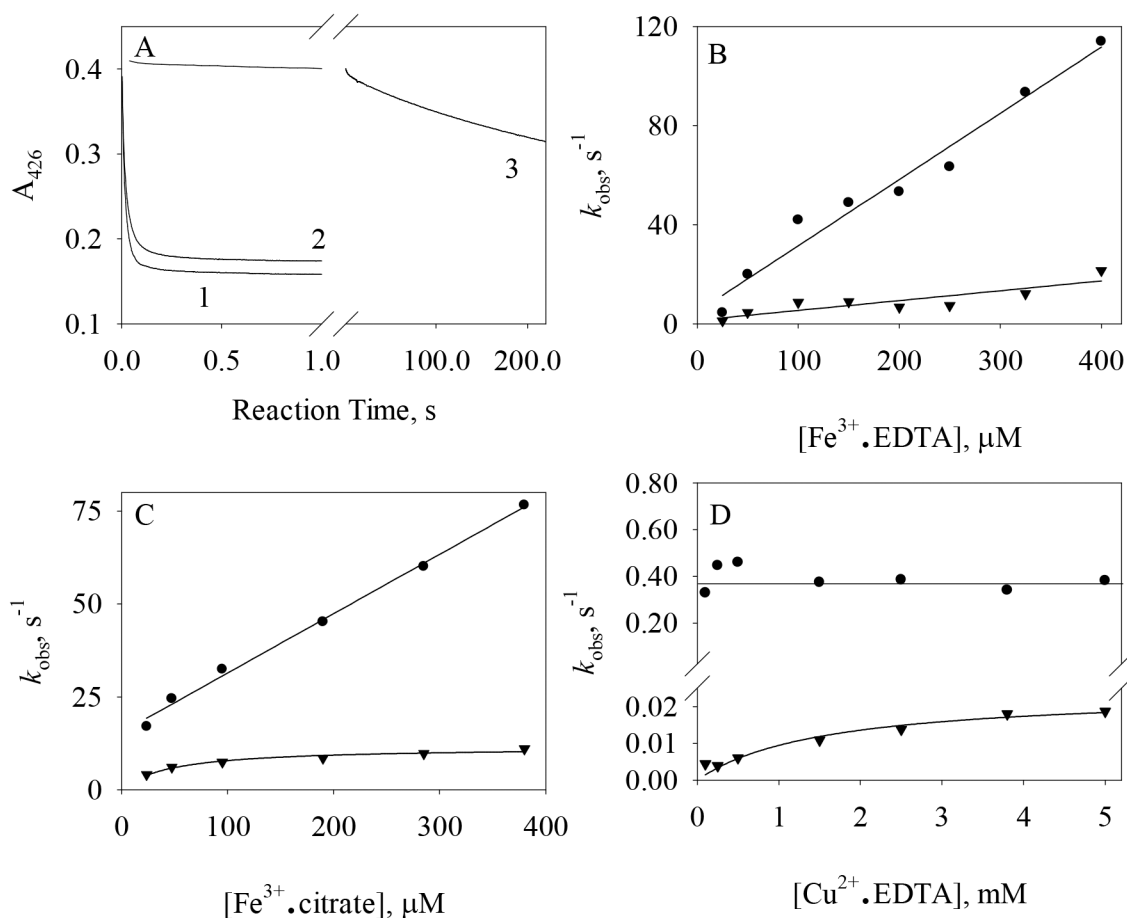 A
0.4
0.3
0.2
0.1
A₄₂₆
1
2
3
0.0 0.5 1.0 100.0 200.0
Reaction Time, s
B
120
80
40
0
k_obs, s⁻¹
0 100 200 300 400
[Fe³⁺.EDTA], μM
C
75
50
25
0
k_obs, s⁻¹
0 100 200 300 400
[Fe³⁺.citrate], μM
D
0.80
0.60
0.40
0.20
0.02
0.01
0.00
k_obs, s⁻¹
0 1 2 3 4 5
[Cu²⁺.EDTA], mM